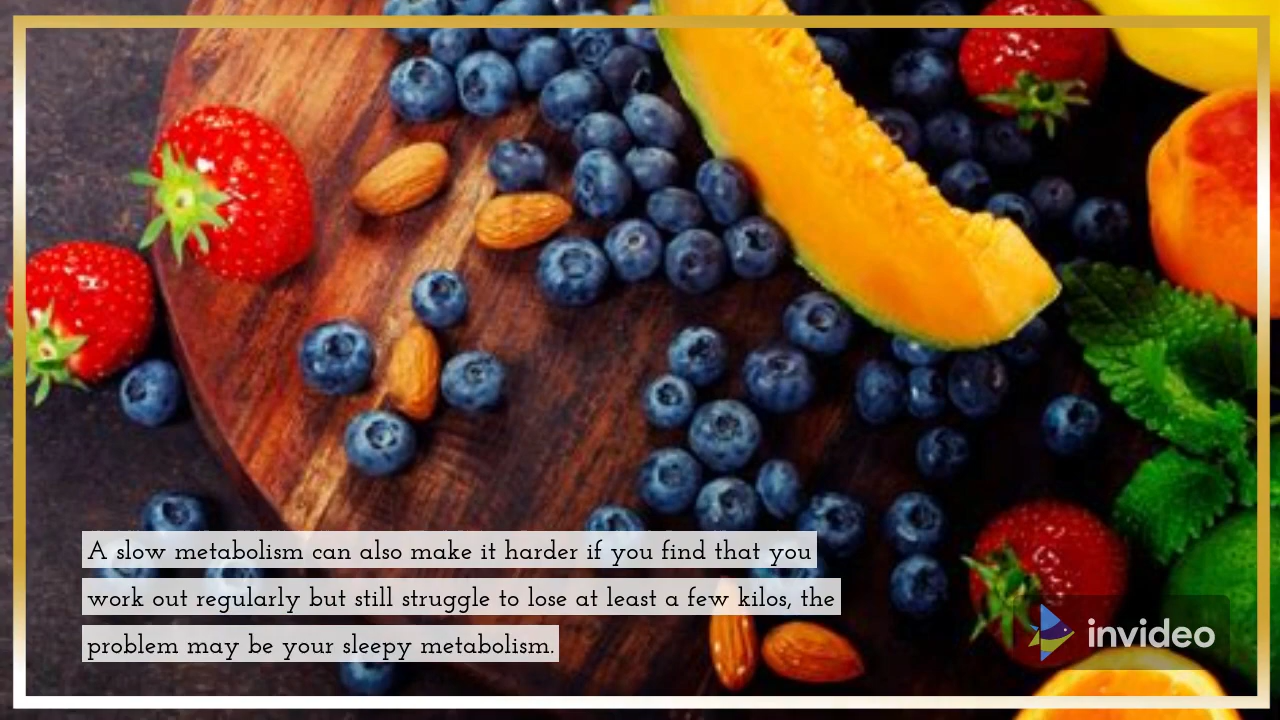 A slow metabolism can also make it harder if you find that you
work out regularly but still struggle to lose at least a few kilos, the
problem may be your sleepy metabolism.
invideo